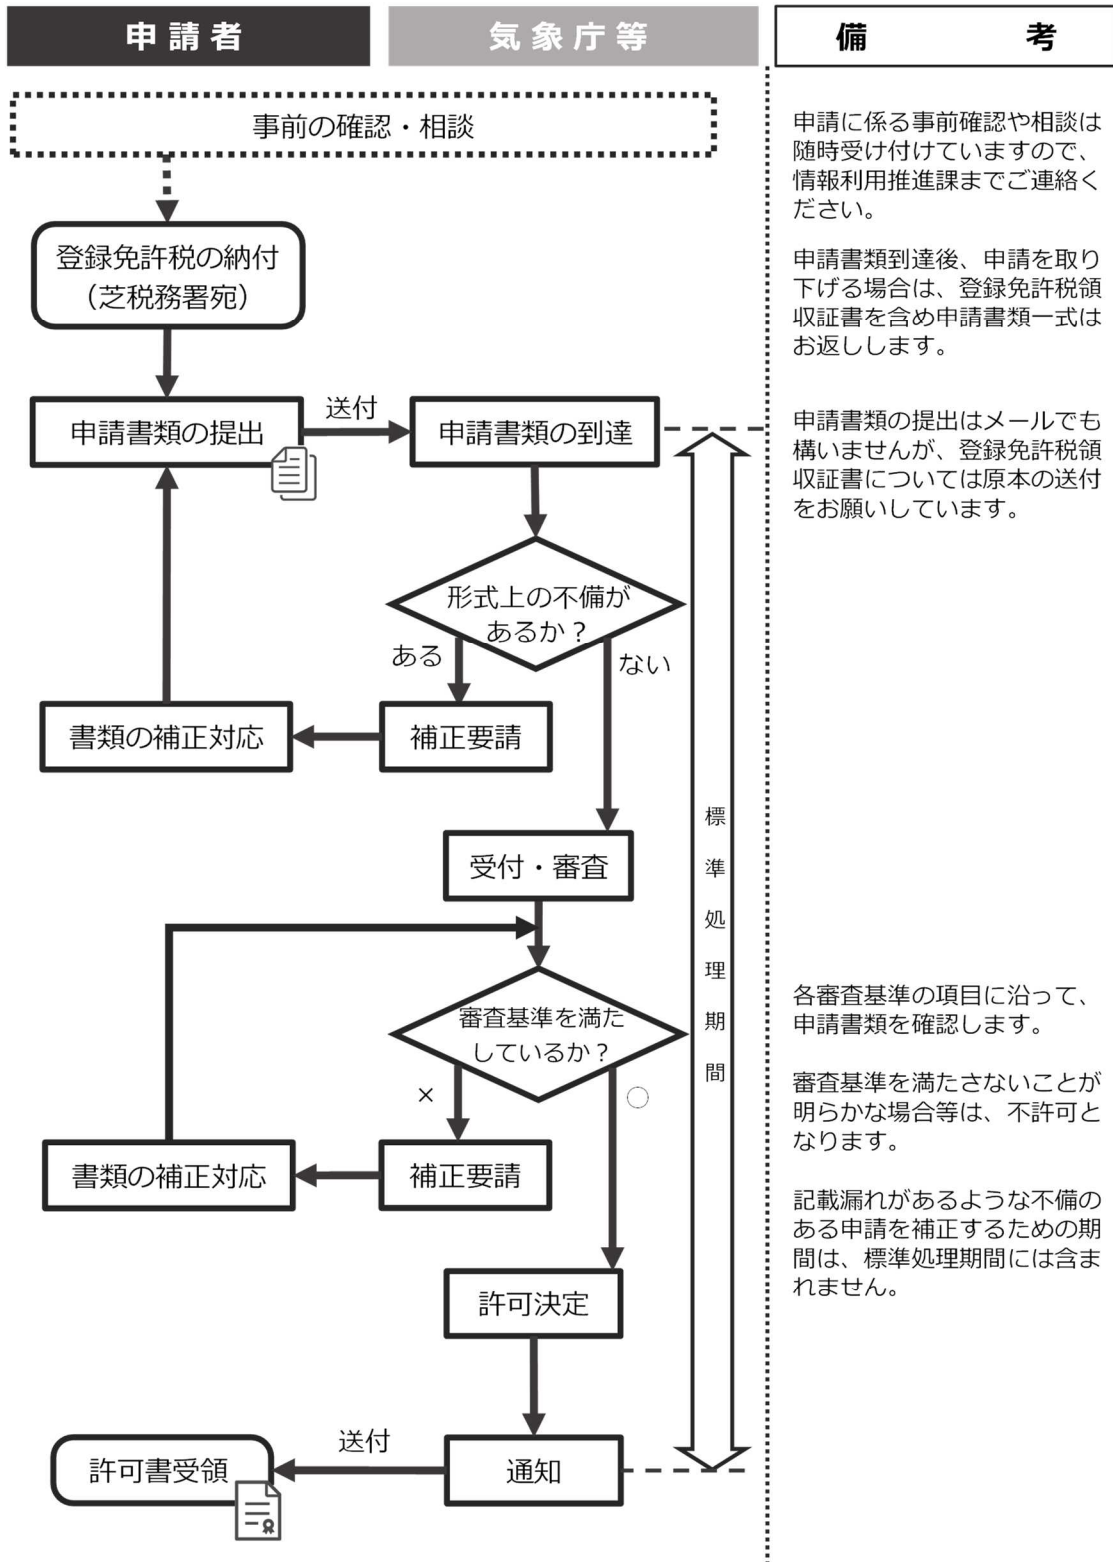 申請者
気象庁等
備考
事前の確認・相談
申請に係る事前確認や相談は
随時受け付けていますので、
情報利用推進課までご連絡く
ださい。
登録免許税の納付
（芝税務署宛）
申請書類到達後、申請を取り
下げる場合は、登録免許税領
収証書を含め申請書類一式は
お返しします。
申請書類の提出
送付
申請書類の到達
申請書類の提出はメールでも
構いませんが、登録免許税領
収証書については原本の送付
をお願いしています。
形式上の不備が
あるか？
ある
ない
書類の補正対応
補正要請
標準処理期間
受付・審査
審査基準を満た
しているか？
×
○
各審査基準の項目に沿って、
申請書類を確認します。
審査基準を満たさないことが
明らかな場合等は、不許可と
なります。
書類の補正対応
補正要請
記載漏れがあるような不備の
ある申請を補正するための期
間は、標準処理期間には含ま
れません。
許可決定
許可書受領
送付
通知